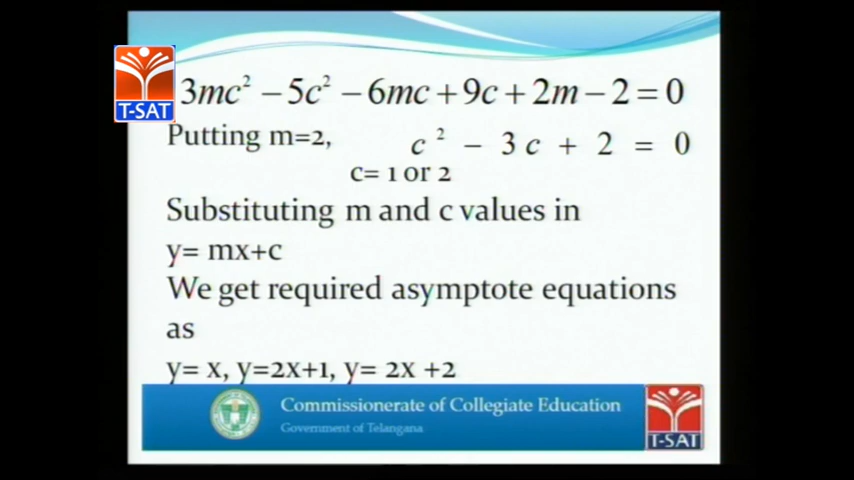 3mc² − 5c² − 6mc + 9c + 2m − 2 = 0
T-SAT
Putting m=2, c² − 3c + 2 = 0
c= 1 or 2
Substituting m and c values in
y= mx+c
We get required asymptote equations
as
y= x, y=2x+1, y= 2x +2
Commissionerate of Collegiate Education
Government of Telangana
T-SAT